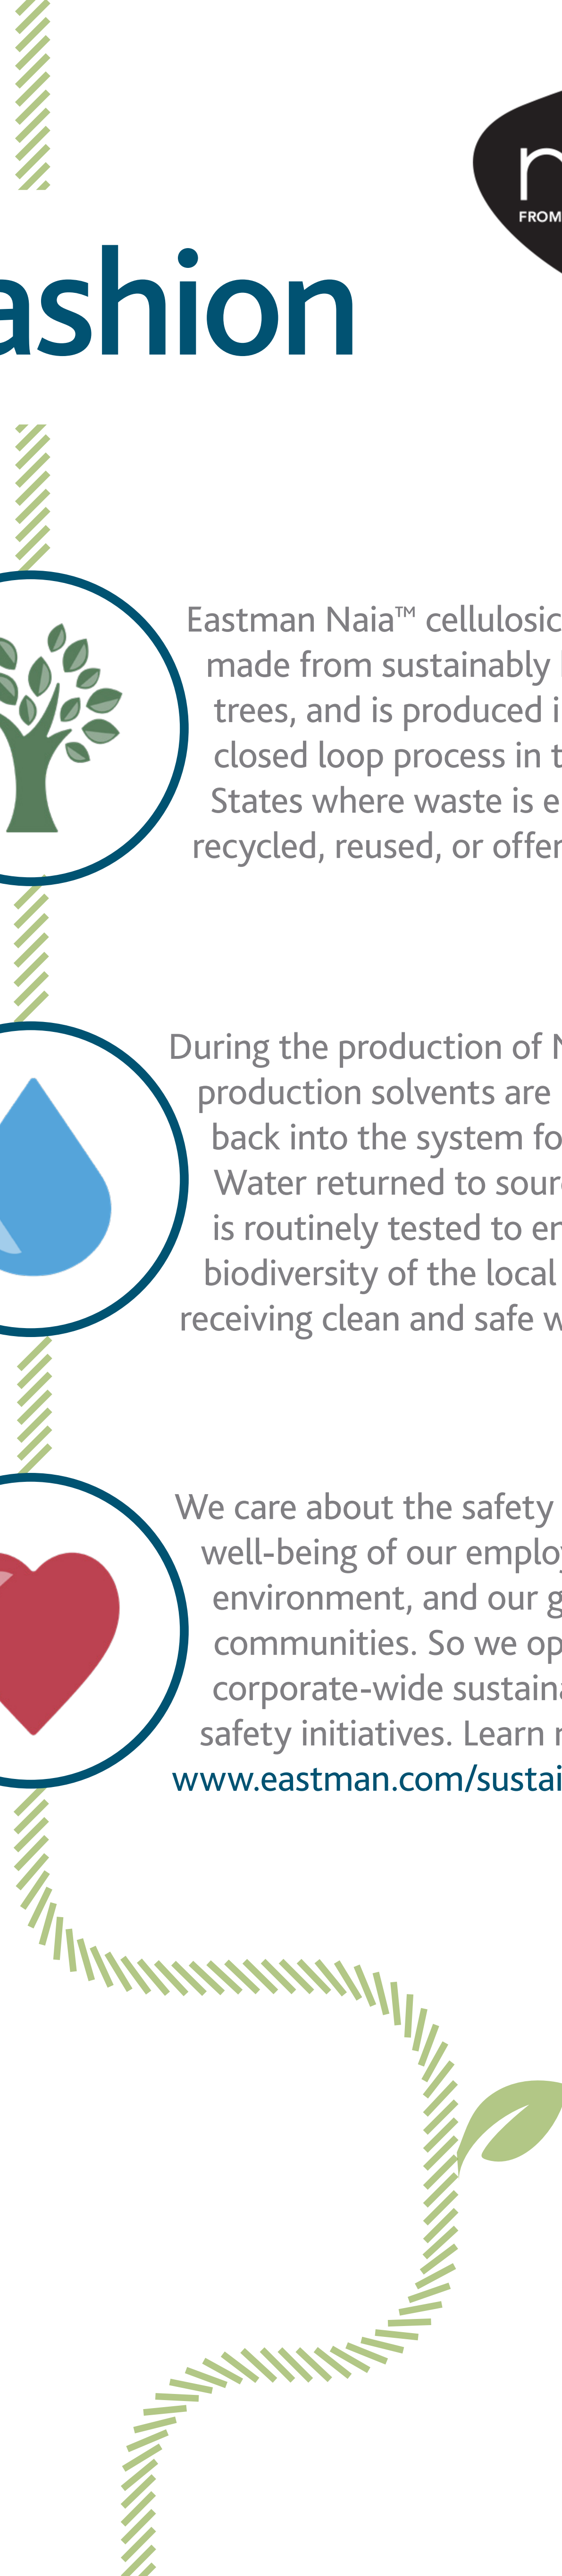 FROM
ashion
Eastman Naia™ cellulosic
made from sustainably
trees, and is produced i
closed loop process in t
States where waste is e
recycled, reused, or offer
During the production of N
production solvents are
back into the system fo
Water returned to sour
is routinely tested to en
biodiversity of the local
receiving clean and safe w
We care about the safety
well-being of our employ
environment, and our g
communities. So we op
corporate-wide sustaina
safety initiatives. Learn
www.eastman.com/sustai